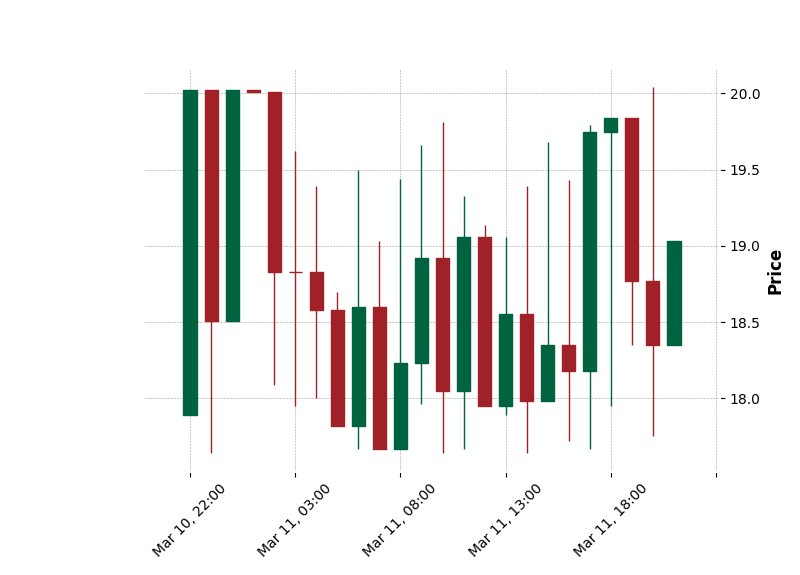 20.0
19.5
19.0
18.5
18.0
Price
Mar 10, 22:00
Mar 11, 03:00
Mar 11, 08:00
Mar 11, 13:00
Mar 11, 18:00